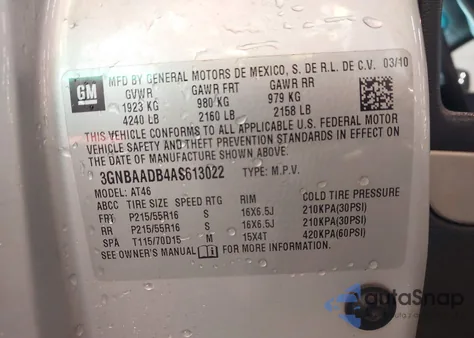 GM
MFD BY GENERAL MOTORS DE MEXICO, S. DE R.L. DE C.V. 03/10
GVWR GAWR FRT GAWR RR
1923 KG 980 KG 979 KG
4240 LB 2160 LB 2158 LB
THIS VEHICLE CONFORMS TO ALL APPLICABLE U.S. FEDERAL MOTOR
VEHICLE SAFETY AND THEFT PREVENTION STANDARDS IN EFFECT ON
THE DATE OF MANUFACTURE SHOWN ABOVE.
3GNBAADB4AS613022 TYPE: M.P.V.
MODEL: AT46
ABCC TIRE SIZE SPEED RTG RIM COLD TIRE PRESSURE
FRT P215/55R16 S 16X6.5J 210KPA(30PSI)
RR P215/55R16 S 16X6.5J 210KPA(30PSI)
SPA T115/70D15 M 15X4T 420KPA(60PSI)
SEE OWNER'S MANUAL FOR MORE INFORMATION.
autaSnap